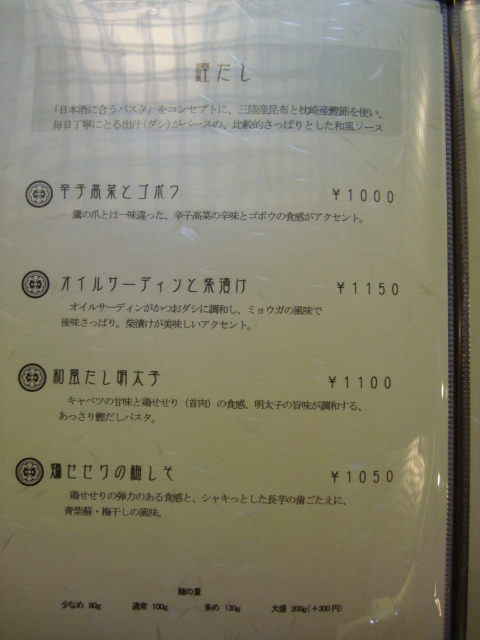 鰹だし
「日本酒に合うパスタ」をコンセプトに、三陸産昆布と枕崎産鰹節を使い、
毎日丁寧にとる出汁(ダシ)がベースの、比較的さっぱりとした和風ソース
辛子高菜とゴボウ ￥1000
鷹の爪とは一味違った、辛子高菜の辛味とゴボウの食感がアクセント。
オイルサーディンと柴漬け ￥1150
オイルサーディンがかつおダシに調和し、ミョウガの風味で
後味さっぱり。柴漬けが美味しいアクセント。
和風だし明太子 ￥1100
キャベツの甘味と鶏せせり（首肉）の食感、明太子の旨味が調和する、
あっさり鰹だしパスタ。
鶏せせりの梅しそ ￥1050
鶏せせりの弾力のある食感と、シャキっとした長芋の歯ごたえに、
青紫蘇・梅干しの風味。
麺の量
少なめ 80g 通常 100g 多め 130g 大盛 200g(＋300円)